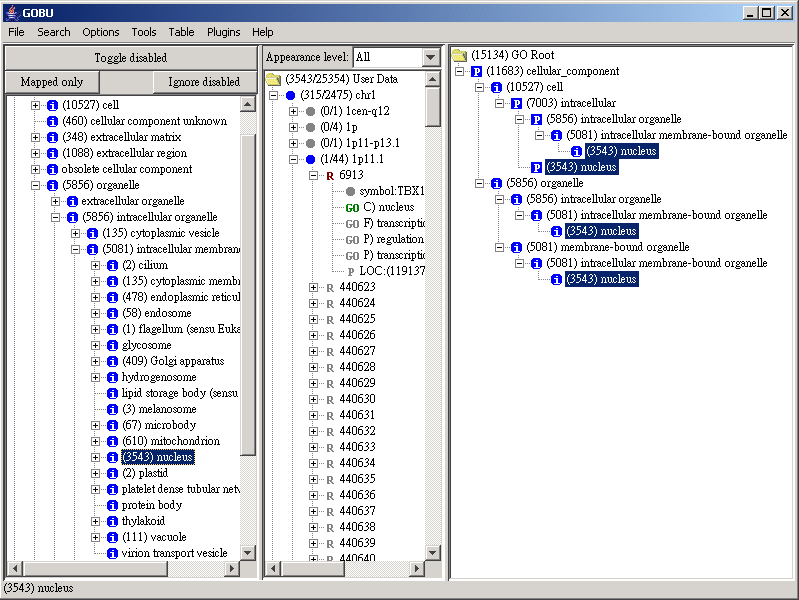 GOBU
File Search Options Tools Table Plugins Help
Toggle disabled
Mapped only Ignore disabled
(10527) cell
(460) cellular component unknown
(348) extracellular matrix
(1088) extracellular region
obsolete cellular component
(5856) organelle
extracellular organelle
(5856) intracellular organelle
(135) cytoplasmic vesicle
(5081) intracellular membran
(2) cilium
(135) cytoplasmic memb
(478) endoplasmic reticul
(58) endosome
(1) flagellum (sensu Euka
glycosome
(409) Golgi apparatus
hydrogenosome
lipid storage body (sensu
(3) melanosome
(67) microbody
(610) mitochondrion
(3543) nucleus
(2) plastid
platelet dense tubular netv
protein body
thylakoid
(111) vacuole
virion transport vesicle
Appearance level: All
(3543/25354) User Data
(315/2475) chr1
(0/1) 1cen-q12
(0/4) 1p
(0/1) 1p11-p13.1
(1/44) 1p11.1
R 6913
symbol:TBX1
GO C) nucleus
GO F) transcriptio
GO P) regulation
GO P) transcriptio
P LOC:(119137
R 440623
R 440624
R 440625
R 440626
R 440627
R 440628
R 440629
R 440630
R 440631
R 440632
R 440633
R 440634
R 440635
R 440636
R 440637
R 440638
R 440639
R 440640
(15134) GO Root
P (11683) cellular_component
i (10527) cell
P (7003) intracellular
P (5856) intracellular organelle
i (5081) intracellular membrane-bound organelle
i (3543) nucleus
P (3543) nucleus
i (5856) organelle
i (5856) intracellular organelle
i (5081) intracellular membrane-bound organelle
i (3543) nucleus
i (5081) membrane-bound organelle
i (5081) intracellular membrane-bound organelle
i (3543) nucleus
(3543) nucleus